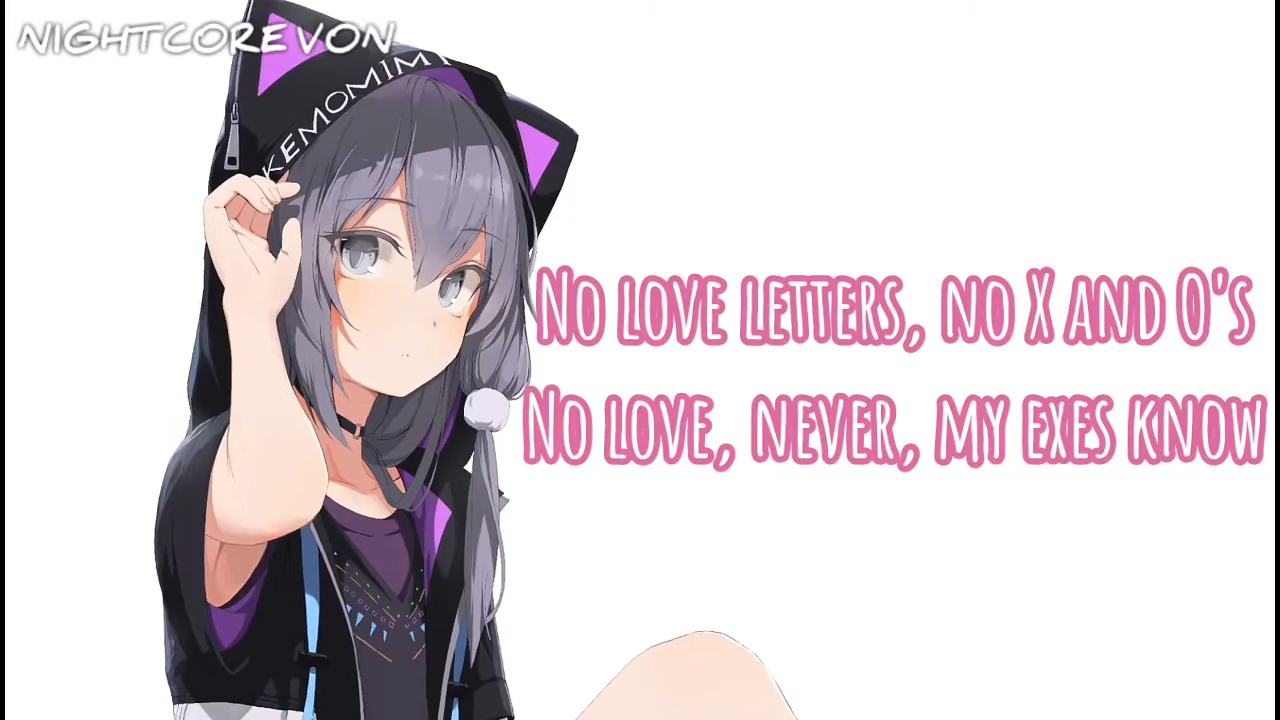 NIGHTCOREVON
KEMOMIMI
No love letters, no X and O's
No love, never, my exes know